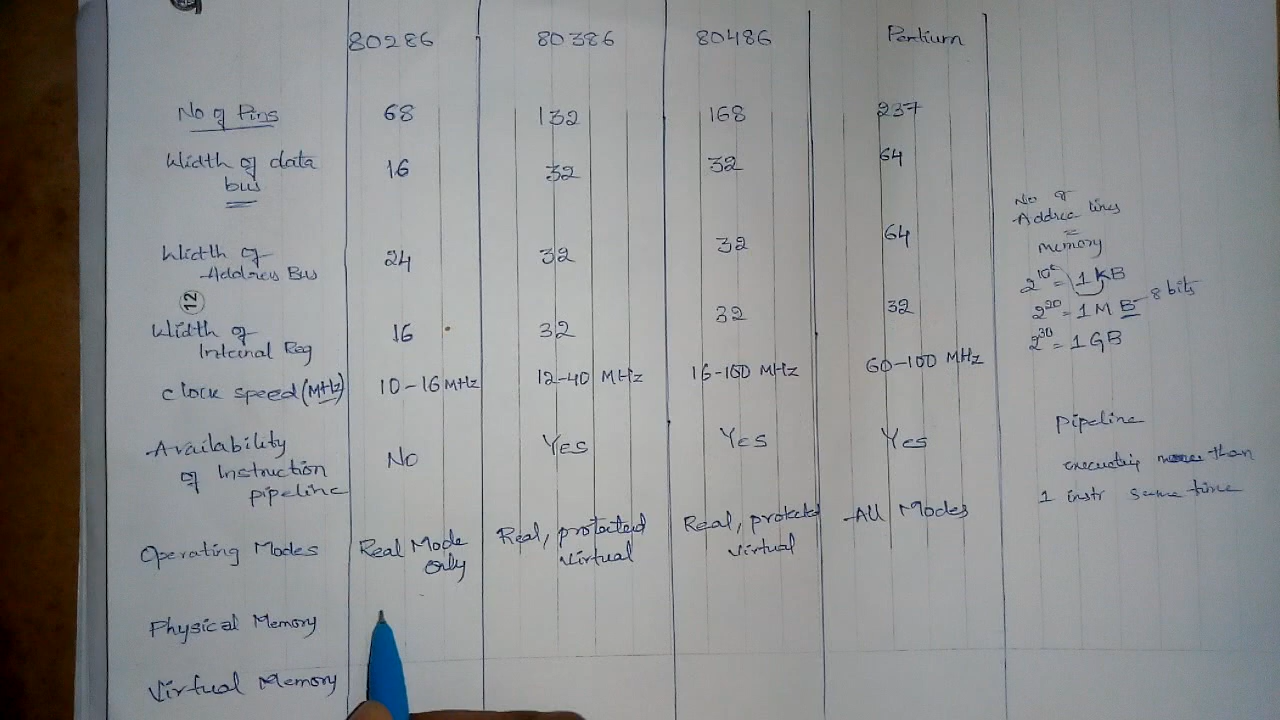 80286 80386 80486 Pentium
No of Pins 68 132 168 237
Width of data bus 16 32 32 64
Width of Address Bus 24 32 32 64
12
Width of Internal Reg 16 32 32 32
Clock speed (MHz) 10-16 MHz 12-40 MHz 16-100 MHz 60-100 MHz
Availability of Instruction pipeline No Yes Yes Yes
Operating Modes Real Mode only Real, protected virtual Real, protected virtual All Modes
Physical Memory
Virtual Memory
No of
Addres lines
=
Memory
2^10 = 1 KB
2^20 = 1 M B 8 bits
2^30 = 1 GB
Pipeline
executing more than
1 instr same time